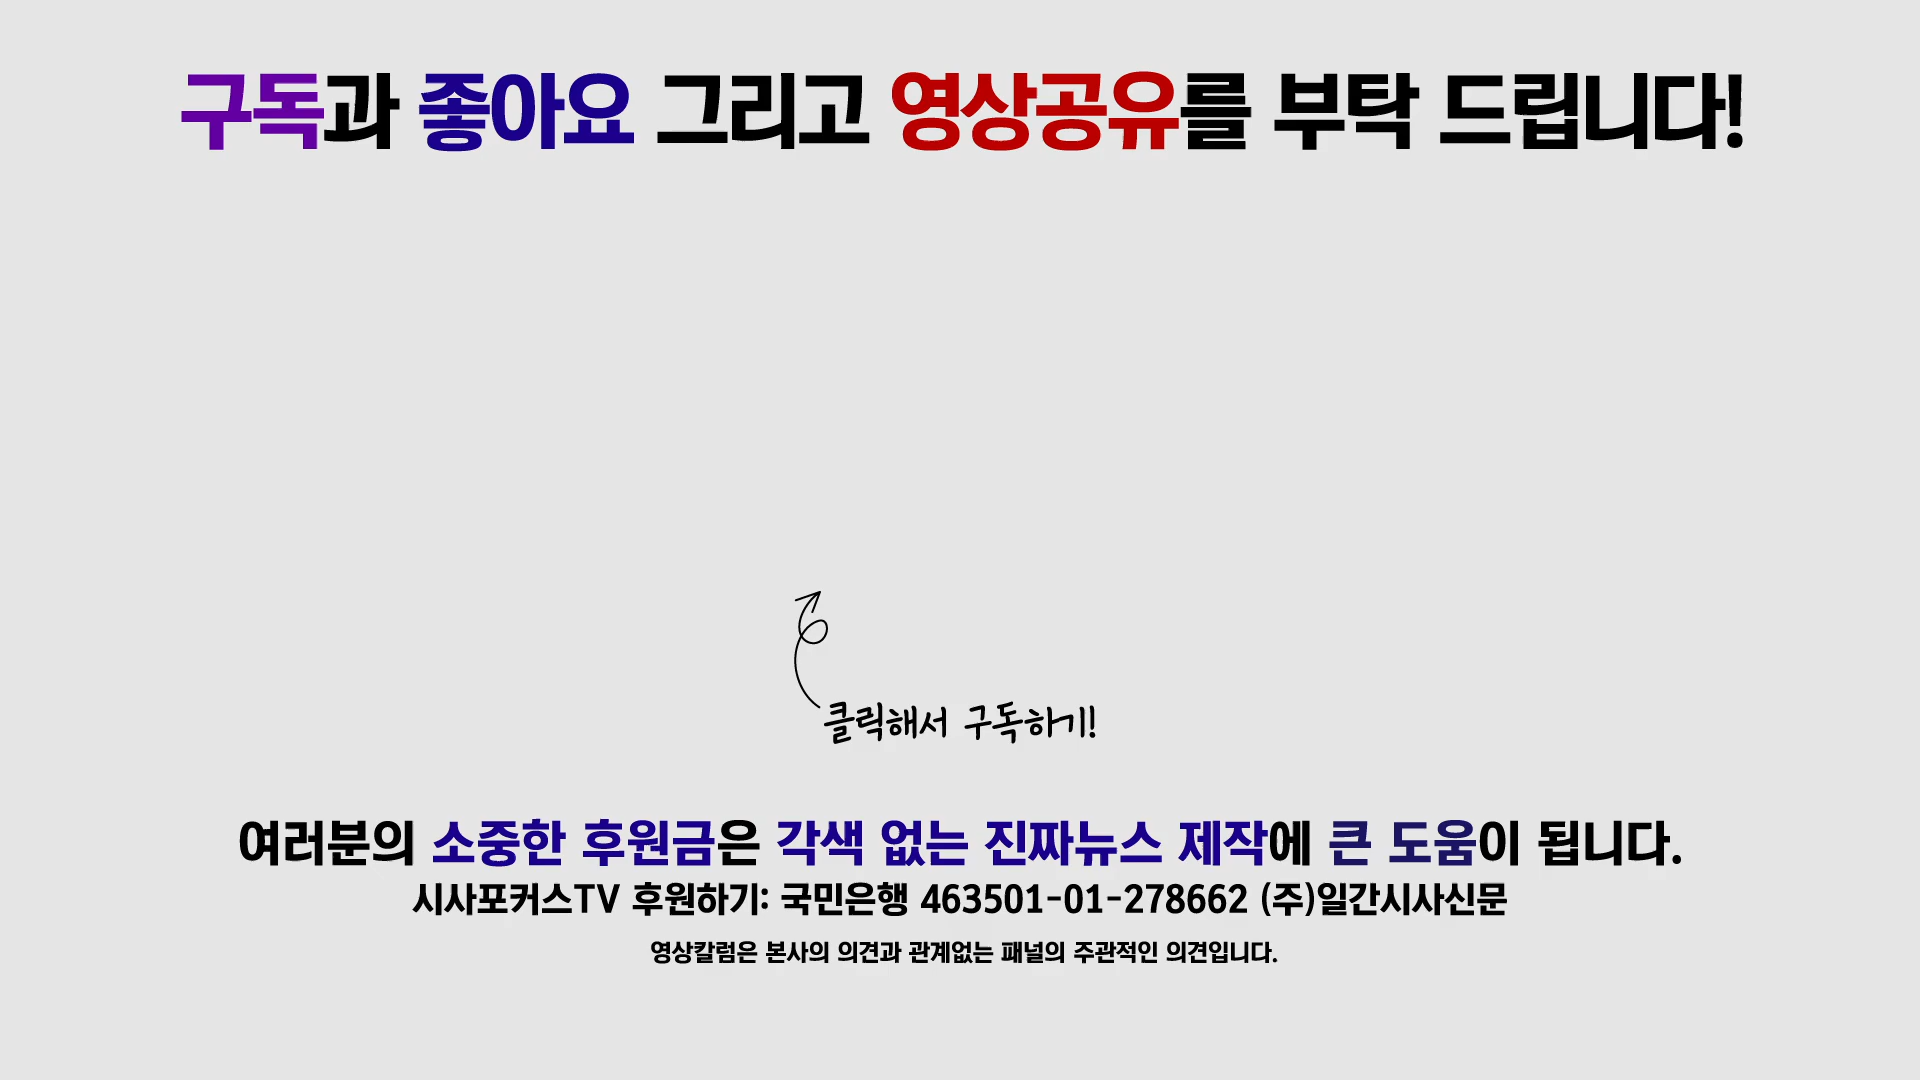 구독과 좋아요 그리고 영상공유를 부탁 드립니다!
클릭해서 구독하기!
여러분의 소중한 후원금은 각색 없는 진짜뉴스 제작에 큰 도움이 됩니다.
시사포커스TV 후원하기: 국민은행 463501-01-278662 (주)일간시사신문
영상칼럼은 본사의 의견과 관계없는 패널의 주관적인 의견입니다.